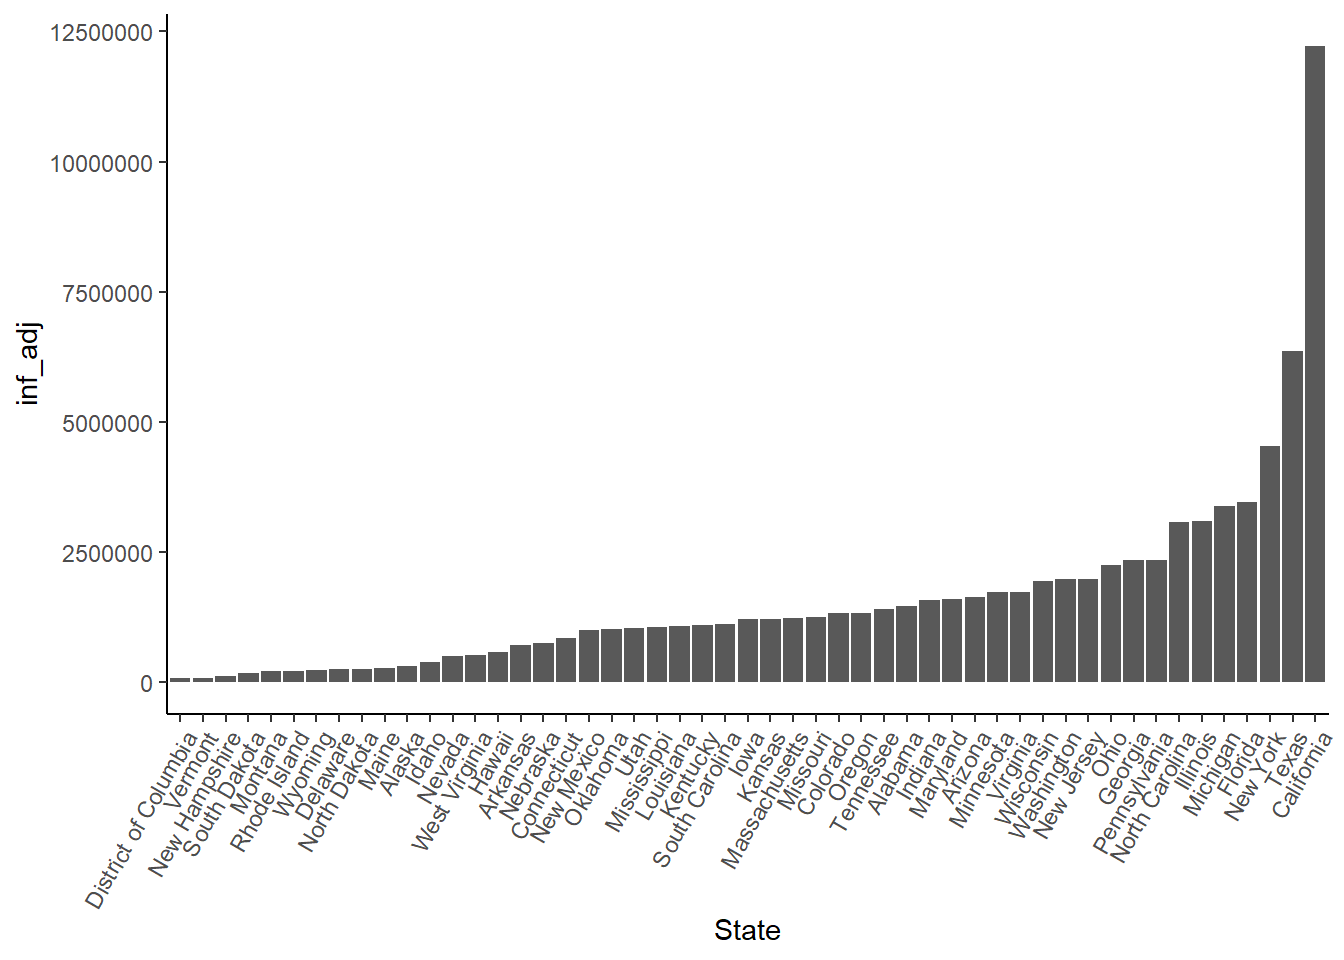 12500000
10000000
7500000
5000000
2500000
0
inf_adj
District of Columbia
Vermont
New Hampshire
South Dakota
Montana
Rhode Island
Wyoming
Delaware
North Dakota
Maine
Alaska
Idaho
Nevada
West Virginia
Hawaii
Arkansas
Nebraska
Connecticut
New Mexico
Oklahoma
Utah
Mississippi
Louisiana
Kentucky
South Carolina
Iowa
Kansas
Massachusetts
Missouri
Colorado
Oregon
Tennessee
Alabama
Indiana
Maryland
Arizona
Minnesota
Virginia
Wisconsin
Washington
New Jersey
Ohio
Georgia
Pennsylvania
North Carolina
Illinois
Michigan
Florida
New York
Texas
California
State